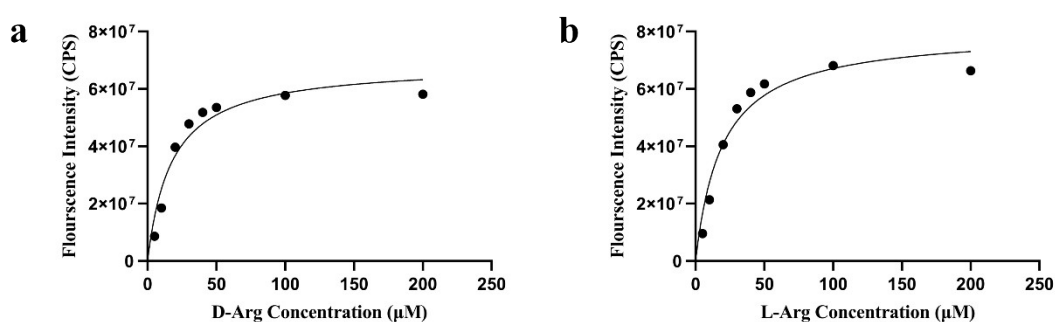 a
Flourscence Intensity (CPS)
8×10⁷
6×10⁷
4×10⁷
2×10⁷
0
0 50 100 150 200 250
D-Arg Concentration (μM)
b
Flourscence Intensity (CPS)
8×10⁷
6×10⁷
4×10⁷
2×10⁷
0
0 50 100 150 200 250
L-Arg Concentration (μM)